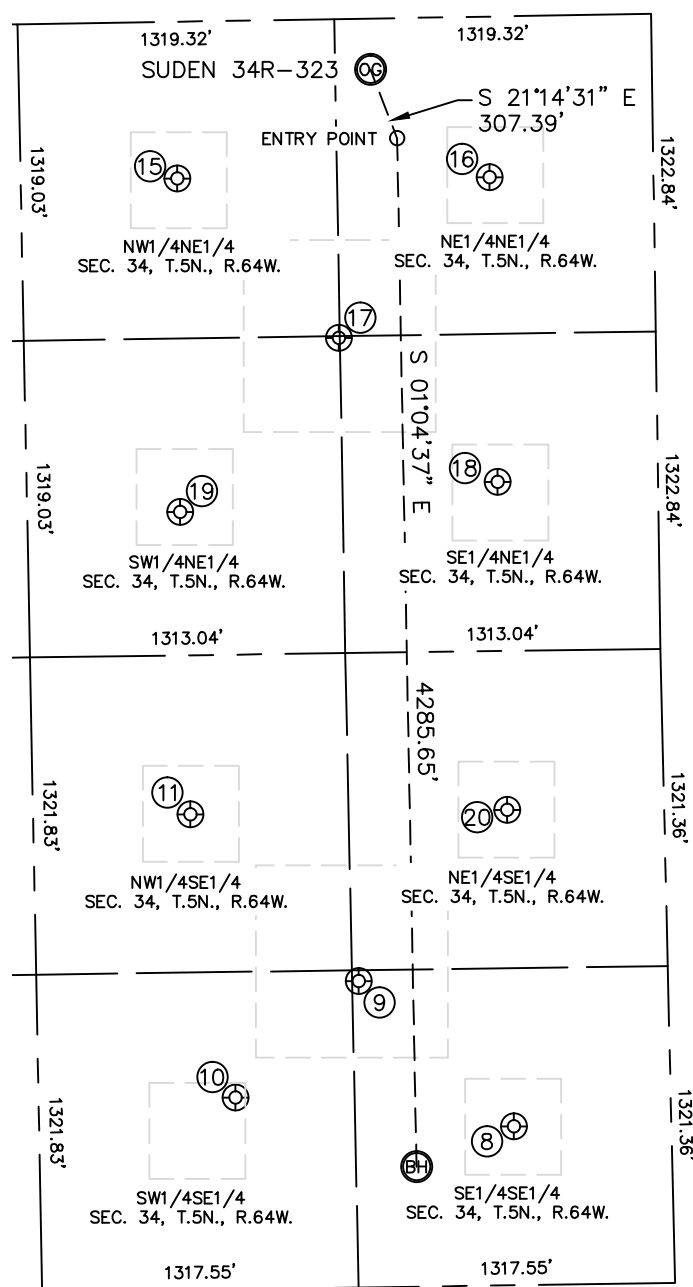 1319.32'
1319.32'
SUDEN 34R-323
OG
S 21°14'31" E
307.39'
ENTRY POINT
15
16
1319.03'
1322.84'
NW1/4NE1/4
SEC. 34, T.5N., R.64W.
NE1/4NE1/4
SEC. 34, T.5N., R.64W.
17
S 01°04'37" E
18
19
1319.03'
1322.84'
SW1/4NE1/4
SEC. 34, T.5N., R.64W.
SE1/4NE1/4
SEC. 34, T.5N., R.64W.
1313.04'
1313.04'
4285.65'
11
20
1321.83'
1321.36'
NW1/4SE1/4
SEC. 34, T.5N., R.64W.
NE1/4SE1/4
SEC. 34, T.5N., R.64W.
9
10
8
1321.83'
1321.36'
BH
SW1/4SE1/4
SEC. 34, T.5N., R.64W.
SE1/4SE1/4
SEC. 34, T.5N., R.64W.
1317.55'
1317.55'